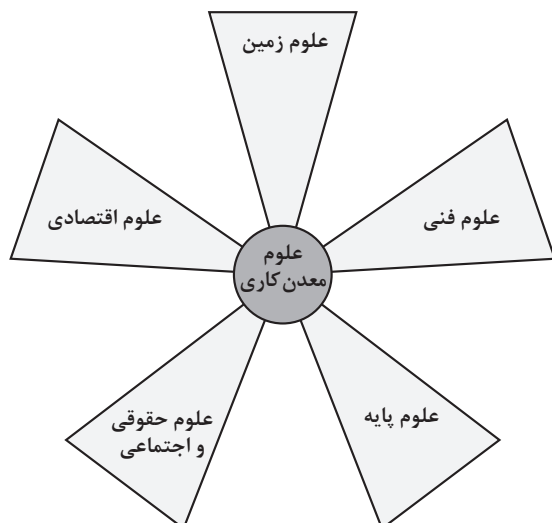 علوم زمین
علوم فنی
علوم اقتصادی
علوم
معدن کاری
علوم پایه
علوم حقوقی
و اجتماعی